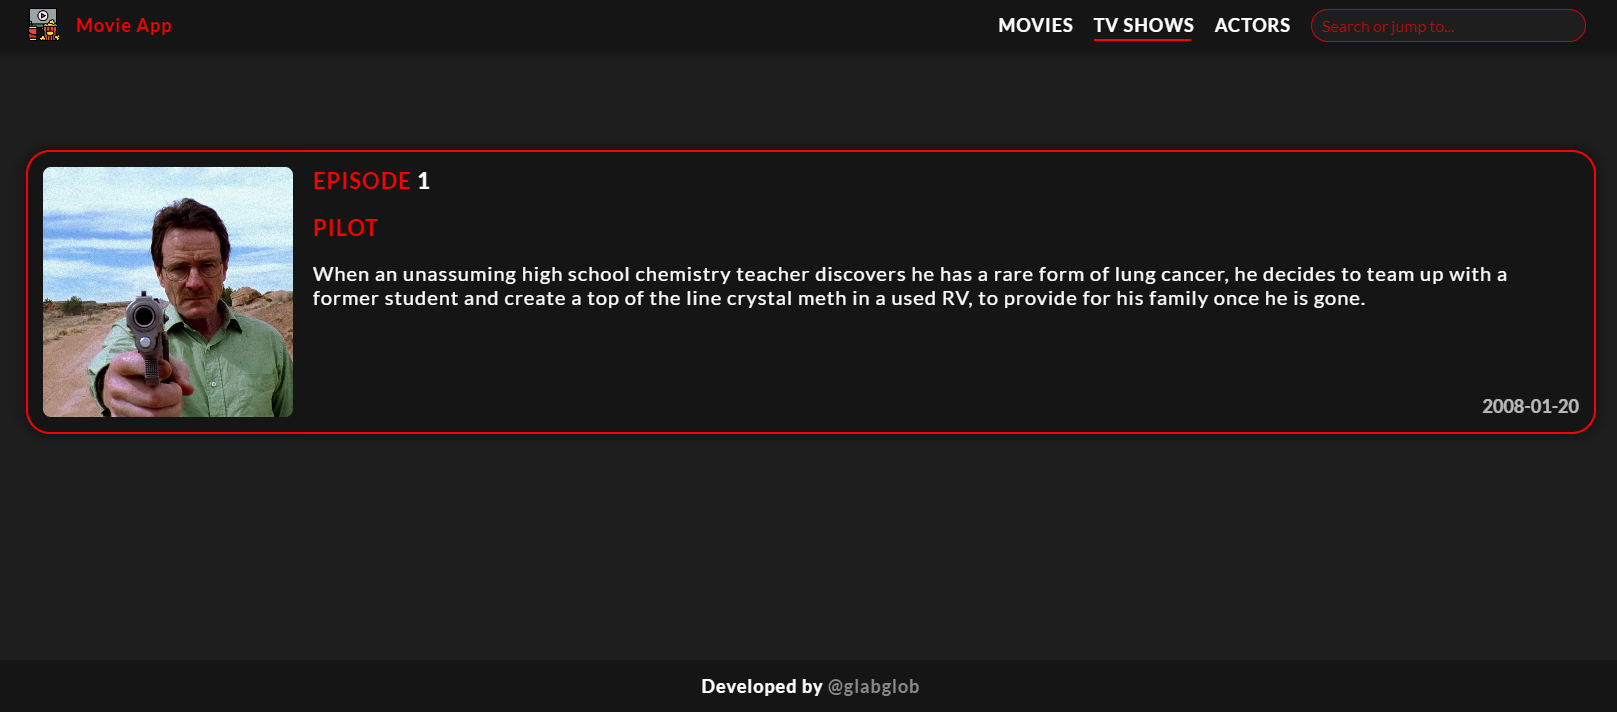 Movie App
MOVIES TV SHOWS ACTORS Search or jump to...
EPISODE 1
PILOT
When an unassuming high school chemistry teacher discovers he has a rare form of lung cancer, he decides to team up with a
former student and create a top of the line crystal meth in a used RV, to provide for his family once he is gone.
2008-01-20
Developed by @glabglob